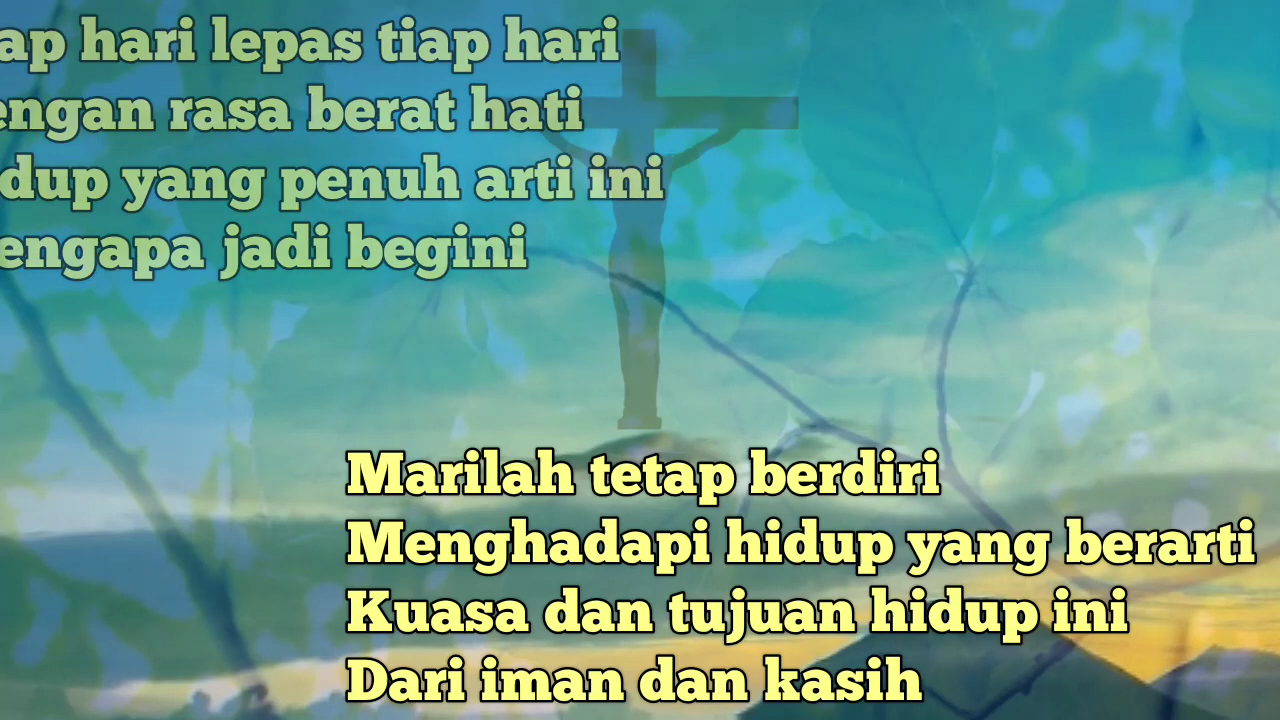 ap hari lepas tiap hari
engan rasa berat hati
dup yang penuh arti ini
engapa jadi begini
Marilah tetap berdiri
Menghadapi hidup yang berarti
Kuasa dan tujuan hidup ini
Dari iman dan kasih